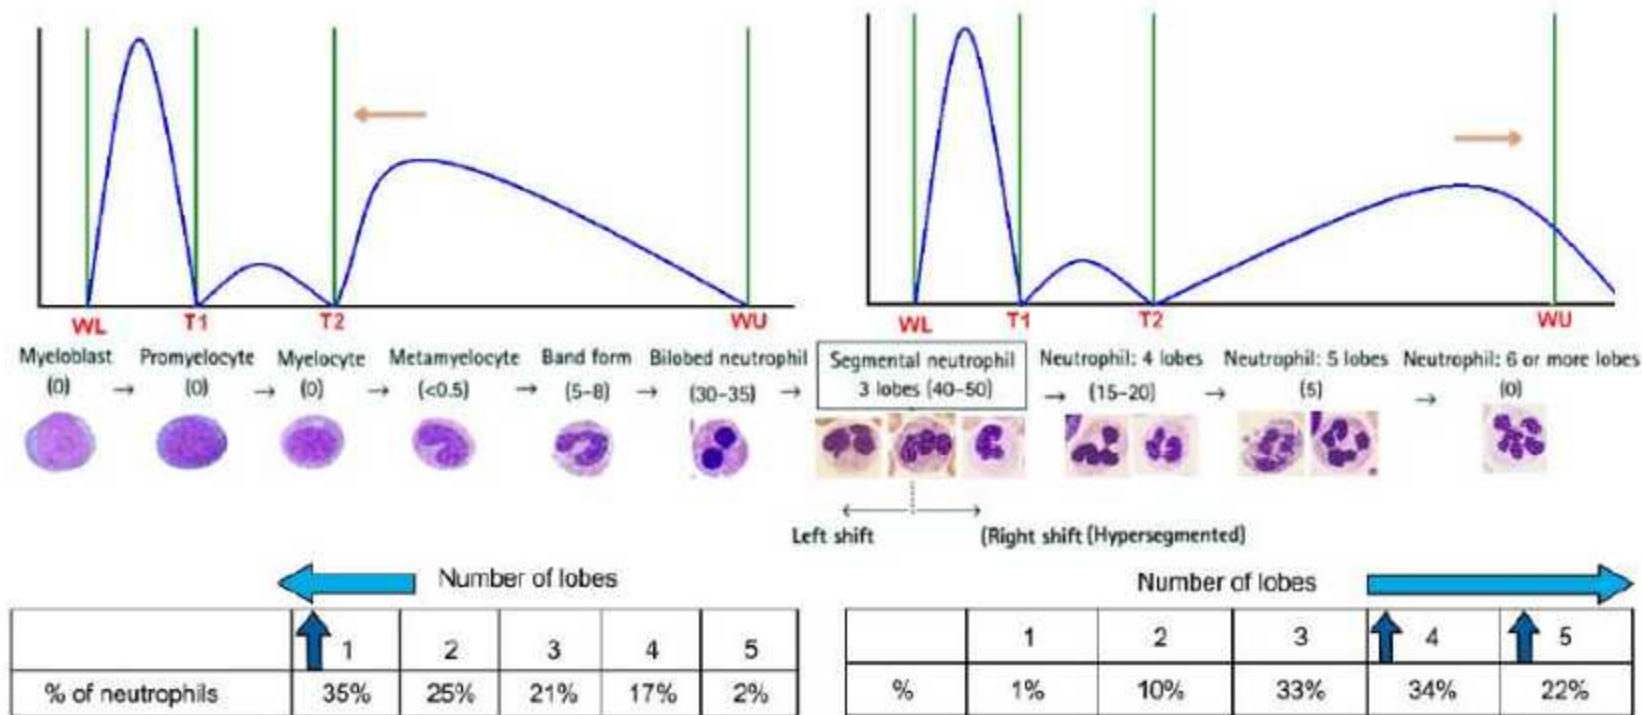 WL T1 T2 WU
WL T1 T2 WU
Myeloblast
(0)
→
Promyelocyte
(0)
→
Myelocyte
(0)
→
Metamyelocyte
(<0.5)
→
Band form
(5–8)
→
Bilobed neutrophil
(30–35)
→
Segmental neutrophil
3 lobes (40–50)
→
Neutrophil: 4 lobes
(15–20)
→
Neutrophil: 5 lobes
(5)
→
Neutrophil: 6 or more lobes
(0)
Left shift
(Right shift (Hypersegmented)
Number of lobes
1 2 3 4 5
% of neutrophils 35% 25% 21% 17% 2%
Number of lobes
1 2 3 4 5
% 1% 10% 33% 34% 22%